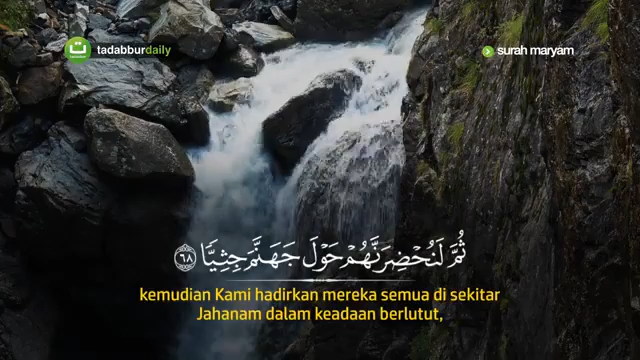 tadabburdaily
surah maryam
ثُمَّ لَنُحْضِرَنَّهُمْ حَوْلَ جَهَنَّمَ جِثِيًّا ٦٨
kemudian Kami hadirkan mereka semua di sekitar
Jahanam dalam keadaan berlutut,